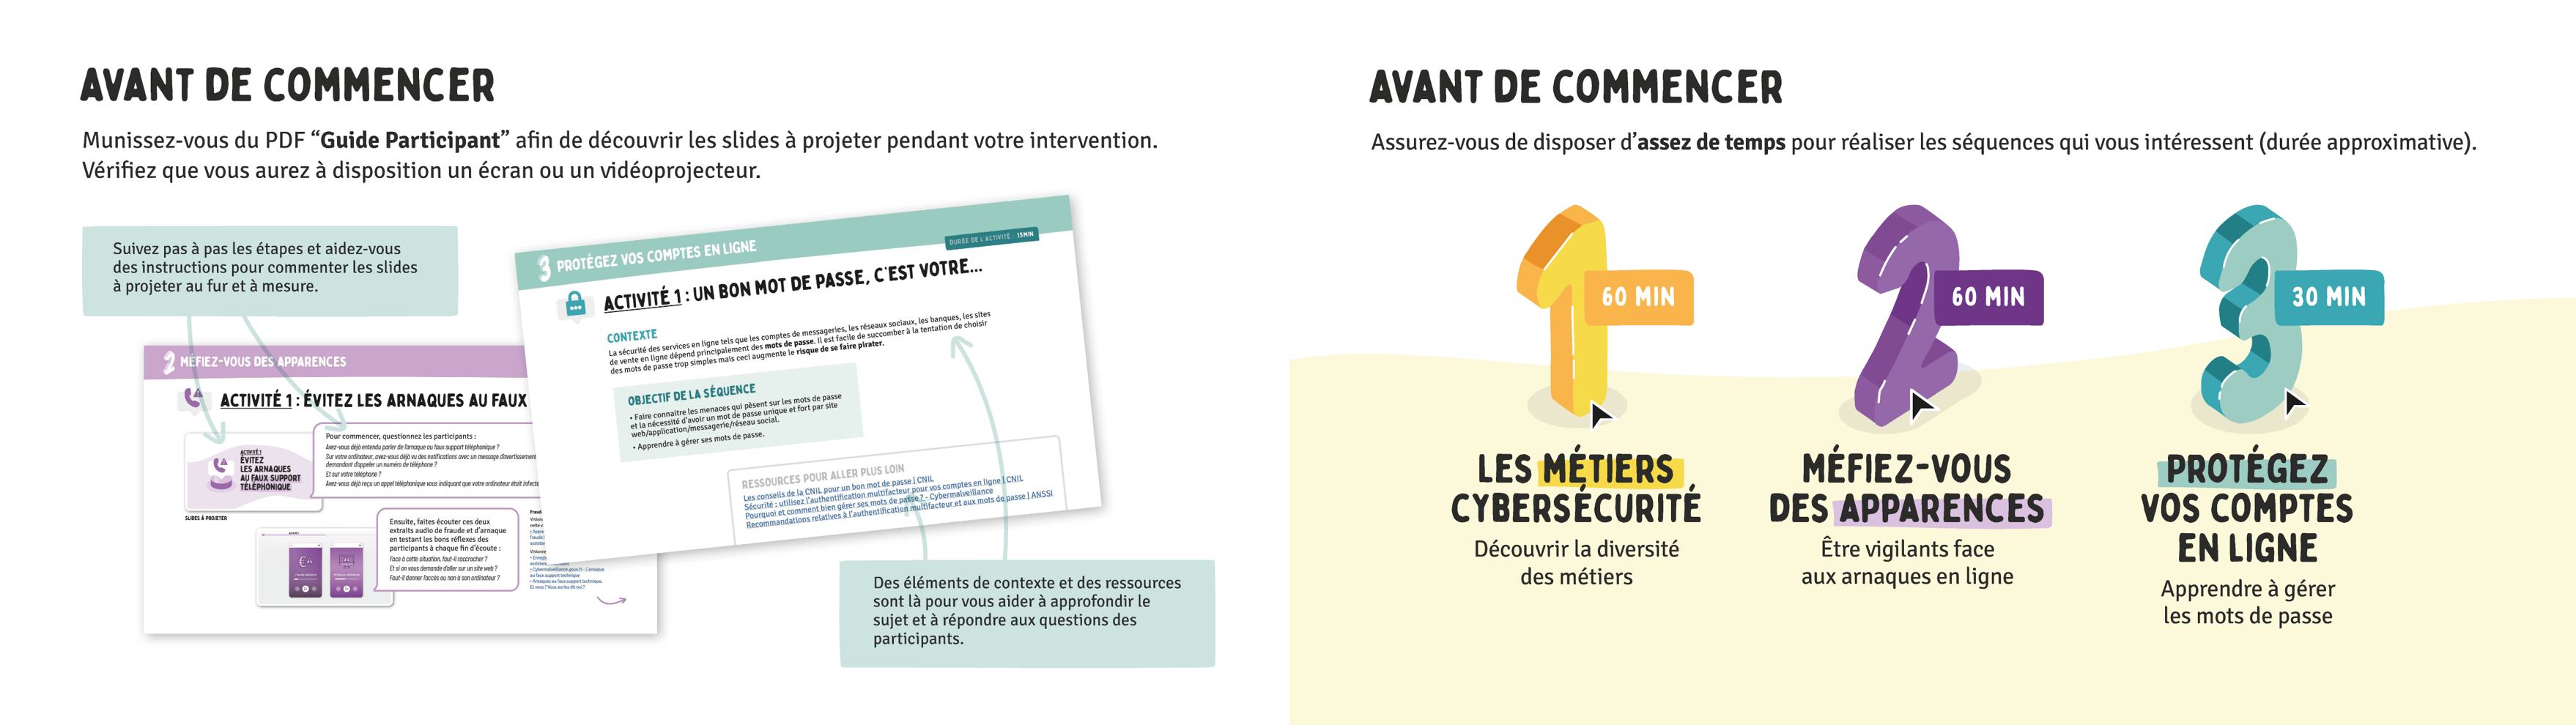 AVANT DE COMMENCER
Munissez-vous du PDF “Guide Participant” afin de découvrir les slides à projeter pendant votre intervention.
Vérifiez que vous aurez à disposition un écran ou un vidéoprojecteur.
Suivez pas à pas les étapes et aidez-vous
des instructions pour commenter les slides
à projeter au fur et à mesure.
2 MÉFIEZ-VOUS DES APPARENCES
ACTIVITÉ 1 : ÉVITEZ LES ARNAQUES AU FAUX
ACTIVITÉ 1
ÉVITEZ
LES ARNAQUES
AU FAUX SUPPORT
TÉLÉPHONIQUE
SLIDES À PROJETER
Pour commencer, questionnez les participants :
Avez-vous déjà entendu parler de l'arnaque au faux support téléphonique ?
Sur votre ordinateur, avez-vous déjà vu des notifications avec un message d'avertissement
demandant d'appeler un numéro de téléphone ?
Et sur votre téléphone ?
Avez-vous déjà reçu un appel téléphonique vous indiquant que votre ordinateur était infecté
Ensuite, faites écouter ces deux
extraits audio de fraude et d'arnaque
en testant les bons réflexes des
participants à chaque fin d'écoute :
Face à cette situation, faut-il raccrocher ?
Et si on vous demande d'aller sur un site web ?
Faut-il donner l'accès ou non à son ordinateur ?
3 PROTÉGEZ VOS COMPTES EN LIGNE
DURÉE DE L'ACTIVITÉ : 15 MIN
ACTIVITÉ 1 : UN BON MOT DE PASSE, C'EST VOTRE...
CONTEXTE
La sécurité des services en ligne tels que les comptes de messageries, les réseaux sociaux, les banques, les sites
de vente en ligne dépend principalement des mots de passe. Il est facile de succomber à la tentation de choisir
des mots de passe trop simples mais ceci augmente le risque de se faire pirater.
OBJECTIF DE LA SÉQUENCE
• Faire connaitre les menaces qui pèsent sur les mots de passe
et la nécessité d'avoir un mot de passe unique et fort par site
web/application/messagerie/réseau social.
• Apprendre à gérer ses mots de passe.
RESSOURCES POUR ALLER PLUS LOIN
Les conseils de la CNIL pour un bon mot de passe | CNIL
Sécurité : utilisez l'authentification multifacteur pour vos comptes en ligne | CNIL
Pourquoi et comment bien gérer ses mots de passe ? - Cybermalveillance
Recommandations relatives à l'authentification multifacteur et aux mots de passe | ANSSI
Des éléments de contexte et des ressources
sont là pour vous aider à approfondir le
sujet et à répondre aux questions des
participants.
AVANT DE COMMENCER
Assurez-vous de disposer d'assez de temps pour réaliser les séquences qui vous intéressent (durée approximative).
1
60 MIN
LES MÉTIERS
CYBERSÉCURITÉ
Découvrir la diversité
des métiers
2
60 MIN
MÉFIEZ-VOUS
DES APPARENCES
Être vigilants face
aux arnaques en ligne
3
30 MIN
PROTÉGEZ
VOS COMPTES
EN LIGNE
Apprendre à gérer
les mots de passe